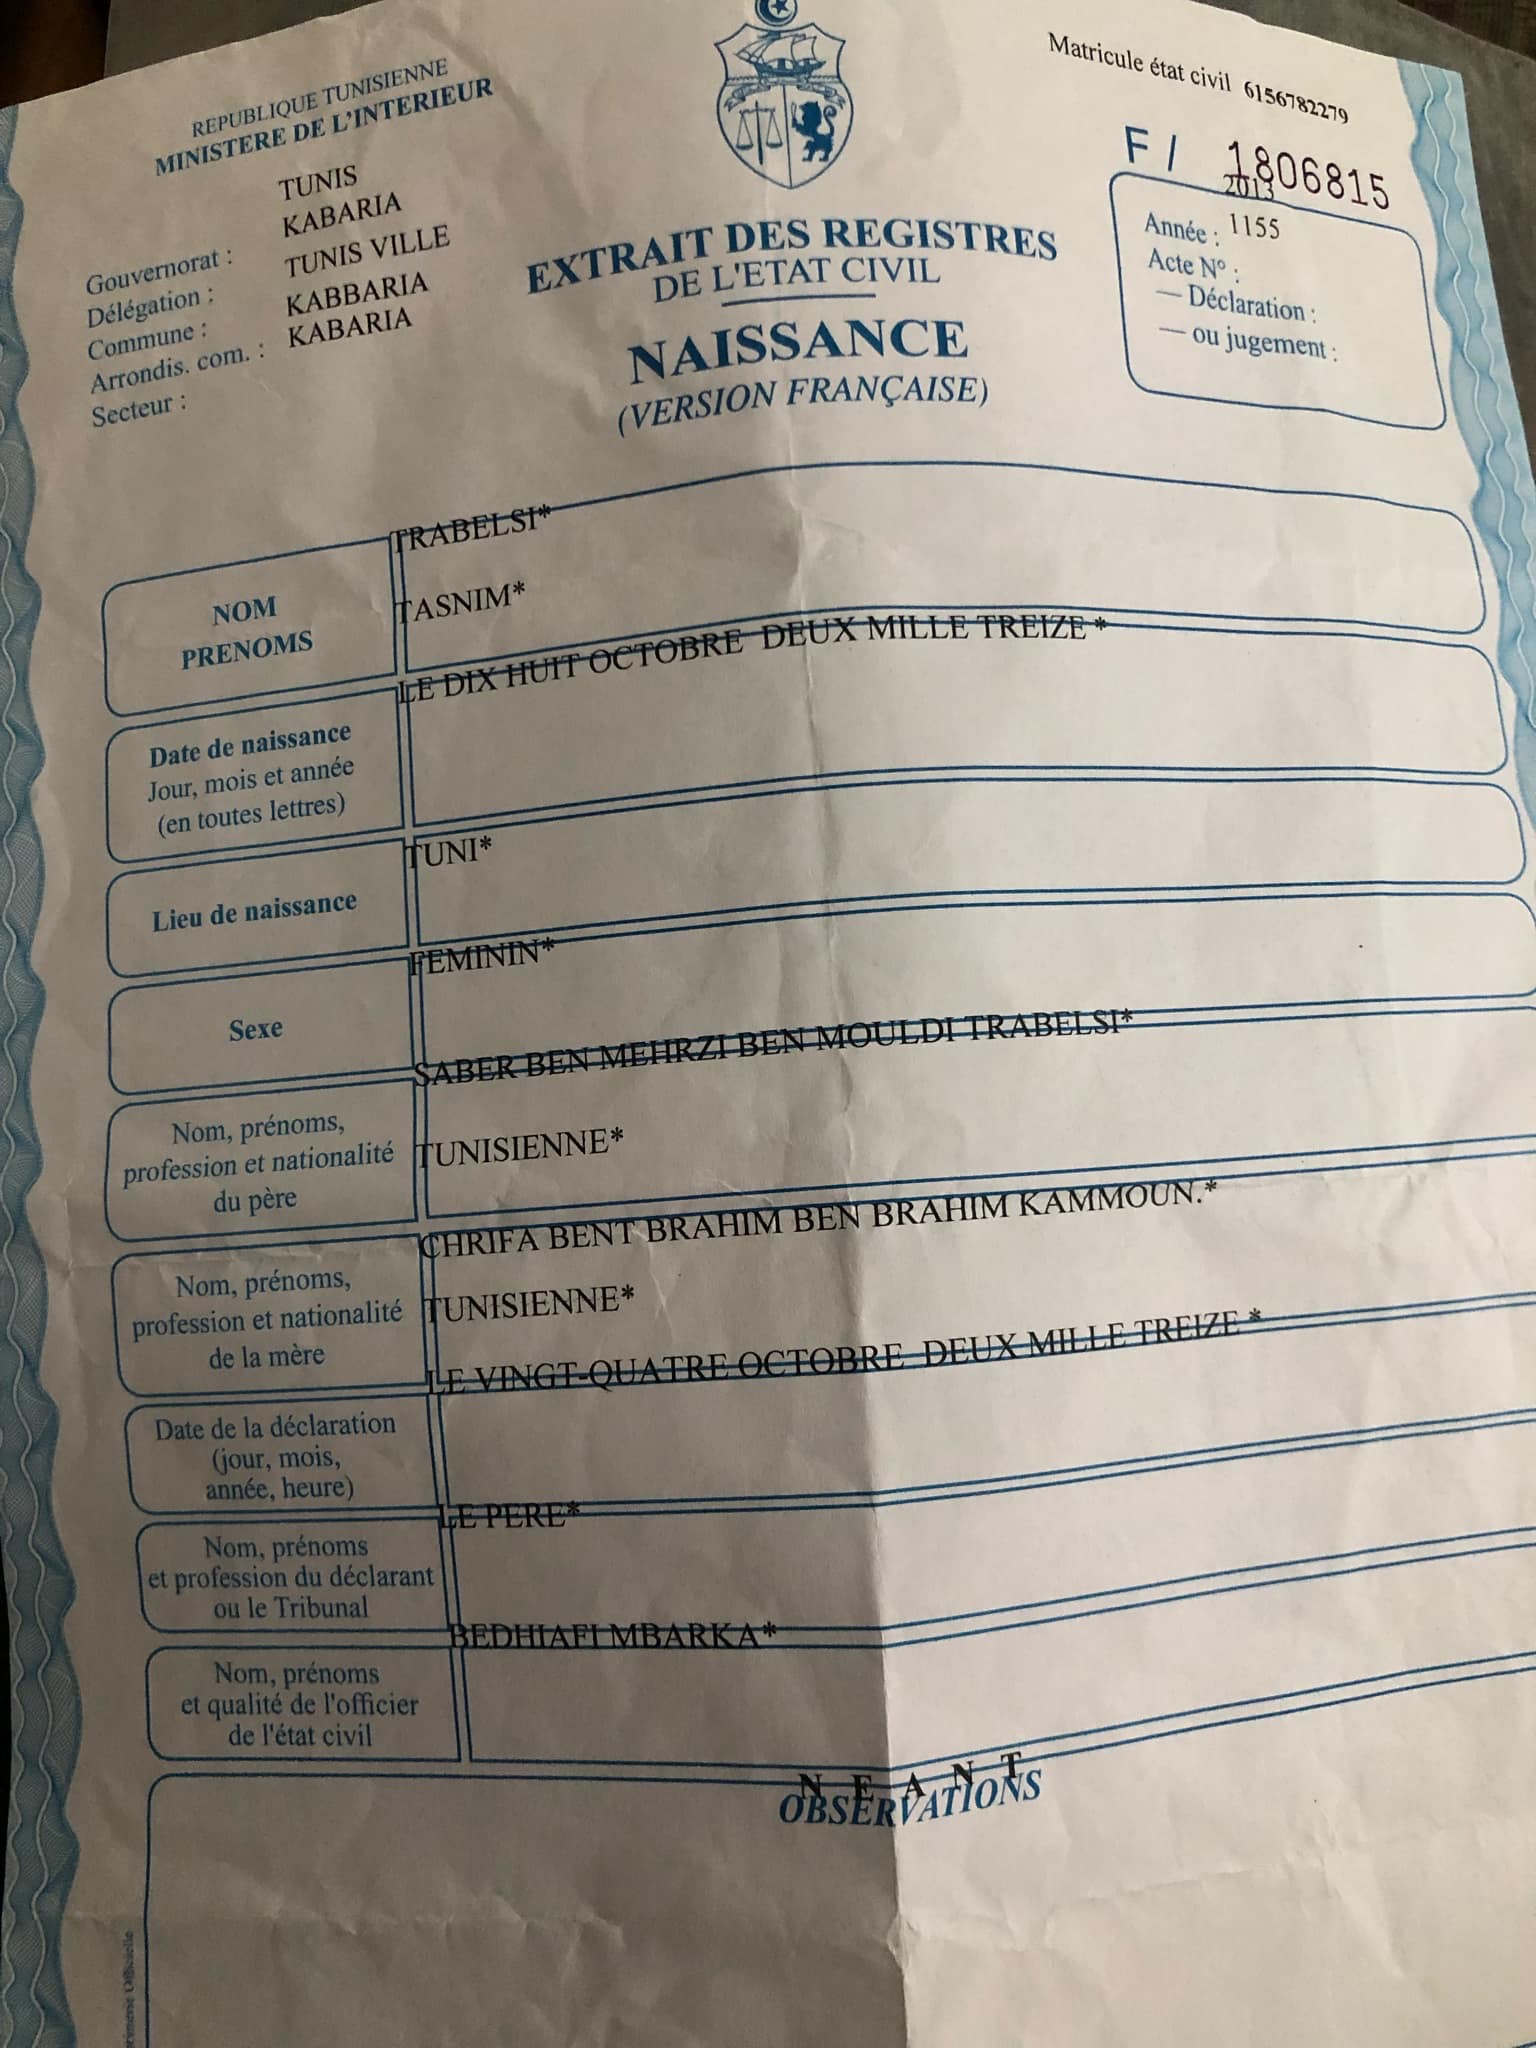 REPUBLIQUE TUNISIENNE
MINISTERE DE L'INTERIEUR
Matricule état civil 6156782279
F / 1806815
Gouvernorat : TUNIS
Délégation : KABARIA
Commune : TUNIS VILLE
Arrondis. com. : KABBARIA
Secteur : KABARIA
EXTRAIT DES REGISTRES
DE L'ETAT CIVIL
NAISSANCE
(VERSION FRANÇAISE)
2013
Année : 1155
Acte Nº :
— Déclaration :
— ou jugement :
NOM
PRENOMS
TRABELSI*
TASNIM*
Date de naissance
Jour, mois et année
(en toutes lettres)
LE DIX HUIT OCTOBRE DEUX MILLE TREIZE *
Lieu de naissance
TUNI*
Sexe
FEMININ*
Nom, prénoms,
profession et nationalité
du père
SABER BEN MEHRZI BEN MOULDI TRABELSI*
TUNISIENNE*
Nom, prénoms,
profession et nationalité
de la mère
CHRIFA BENT BRAHIM BEN BRAHIM KAMMOUN.*
TUNISIENNE*
Date de la déclaration
(jour, mois,
année, heure)
LE VINGT-QUATRE OCTOBRE DEUX MILLE TREIZE *
Nom, prénoms
et profession du déclarant
ou le Tribunal
LE PERE*
Nom, prénoms
et qualité de l'officier
de l'état civil
BEDHIAFI MBARKA*
N E A N T
OBSERVATIONS
Officielle